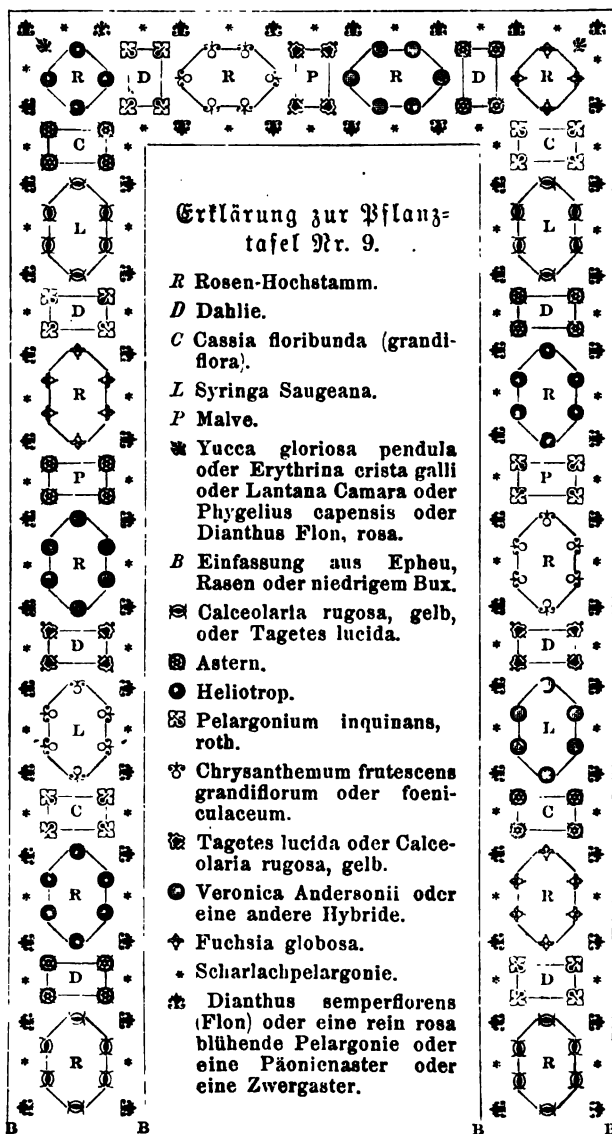 R D R P R D R
C C
Erklärung zur Pflanz-
tafel Nr. 9.
L L
R Rosen-Hochstamm.
D Dahlie.
D D
C Cassia floribunda (grandi-
flora).
L Syringa Saugeana.
R R
P Malve.
Yucca gloriosa pendula
oder Erythrina crista galli
oder Lantana Camara oder
P P
Phygelius capensis oder
Dianthus Flon, rosa.
B Einfassung aus Epheu,
R R
Rasen oder niedrigem Bux.
Calceolaria rugosa, gelb,
oder Tagetes lucida.
D D
Astern.
Heliotrop.
Pelargonium inquinans,
roth.
L L
Chrysanthemum frutescens
grandiflorum oder foeni-
culaceum.
C C
Tagetes lucida oder Calce-
olaria rugosa, gelb.
Veronica Andersonii oder
eine andere Hybride.
R R
Fuchsia globosa.
Scharlachpelargonie.
D D
Dianthus semperflorens
(Flon) oder eine rein rosa
blühende Pelargonie oder
eine Päonienaster oder
R R
eine Zwergaster.
B B B B